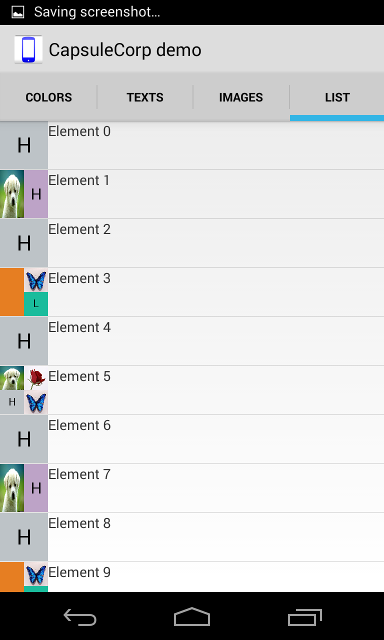 Saving screenshot...
CapsuleCorp demo
COLORS TEXTS IMAGES LIST
H Element 0
H Element 1
H Element 2
Element 3
L
H Element 4
Element 5
H
H Element 6
H Element 7
H Element 8
Element 9